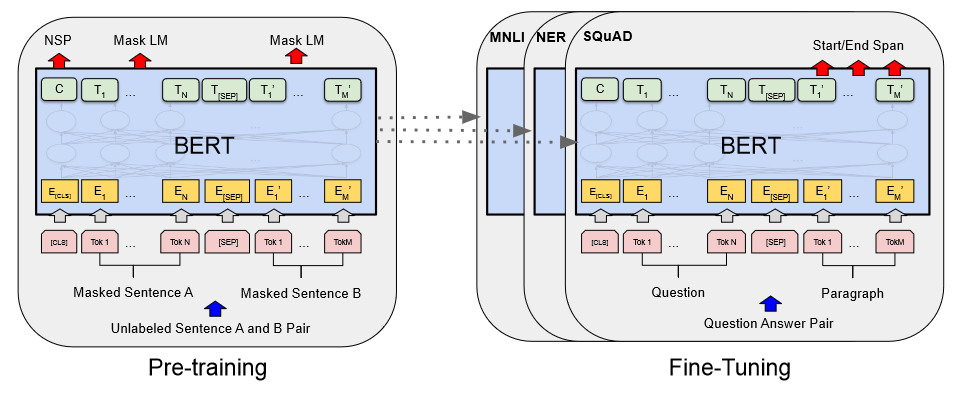 NSP Mask LM Mask LM
C T1 ... TN T[SEP] T1' ... TM'
BERT
E[CLS] E1 ... EN E[SEP] E1' ... EM'
[CLS] Tok 1 ... Tok N [SEP] Tok 1 ... TokM
Masked Sentence A Masked Sentence B
Unlabeled Sentence A and B Pair
Pre-training
MNLI NER SQuAD
Start/End Span
C T1 ... TN T[SEP] T1' ... TM'
BERT
E[CLS] E1 ... EN E[SEP] E1' ... EM'
[CLS] Tok 1 ... Tok N [SEP] Tok 1 ... TokM
Question Paragraph
Question Answer Pair
Fine-Tuning